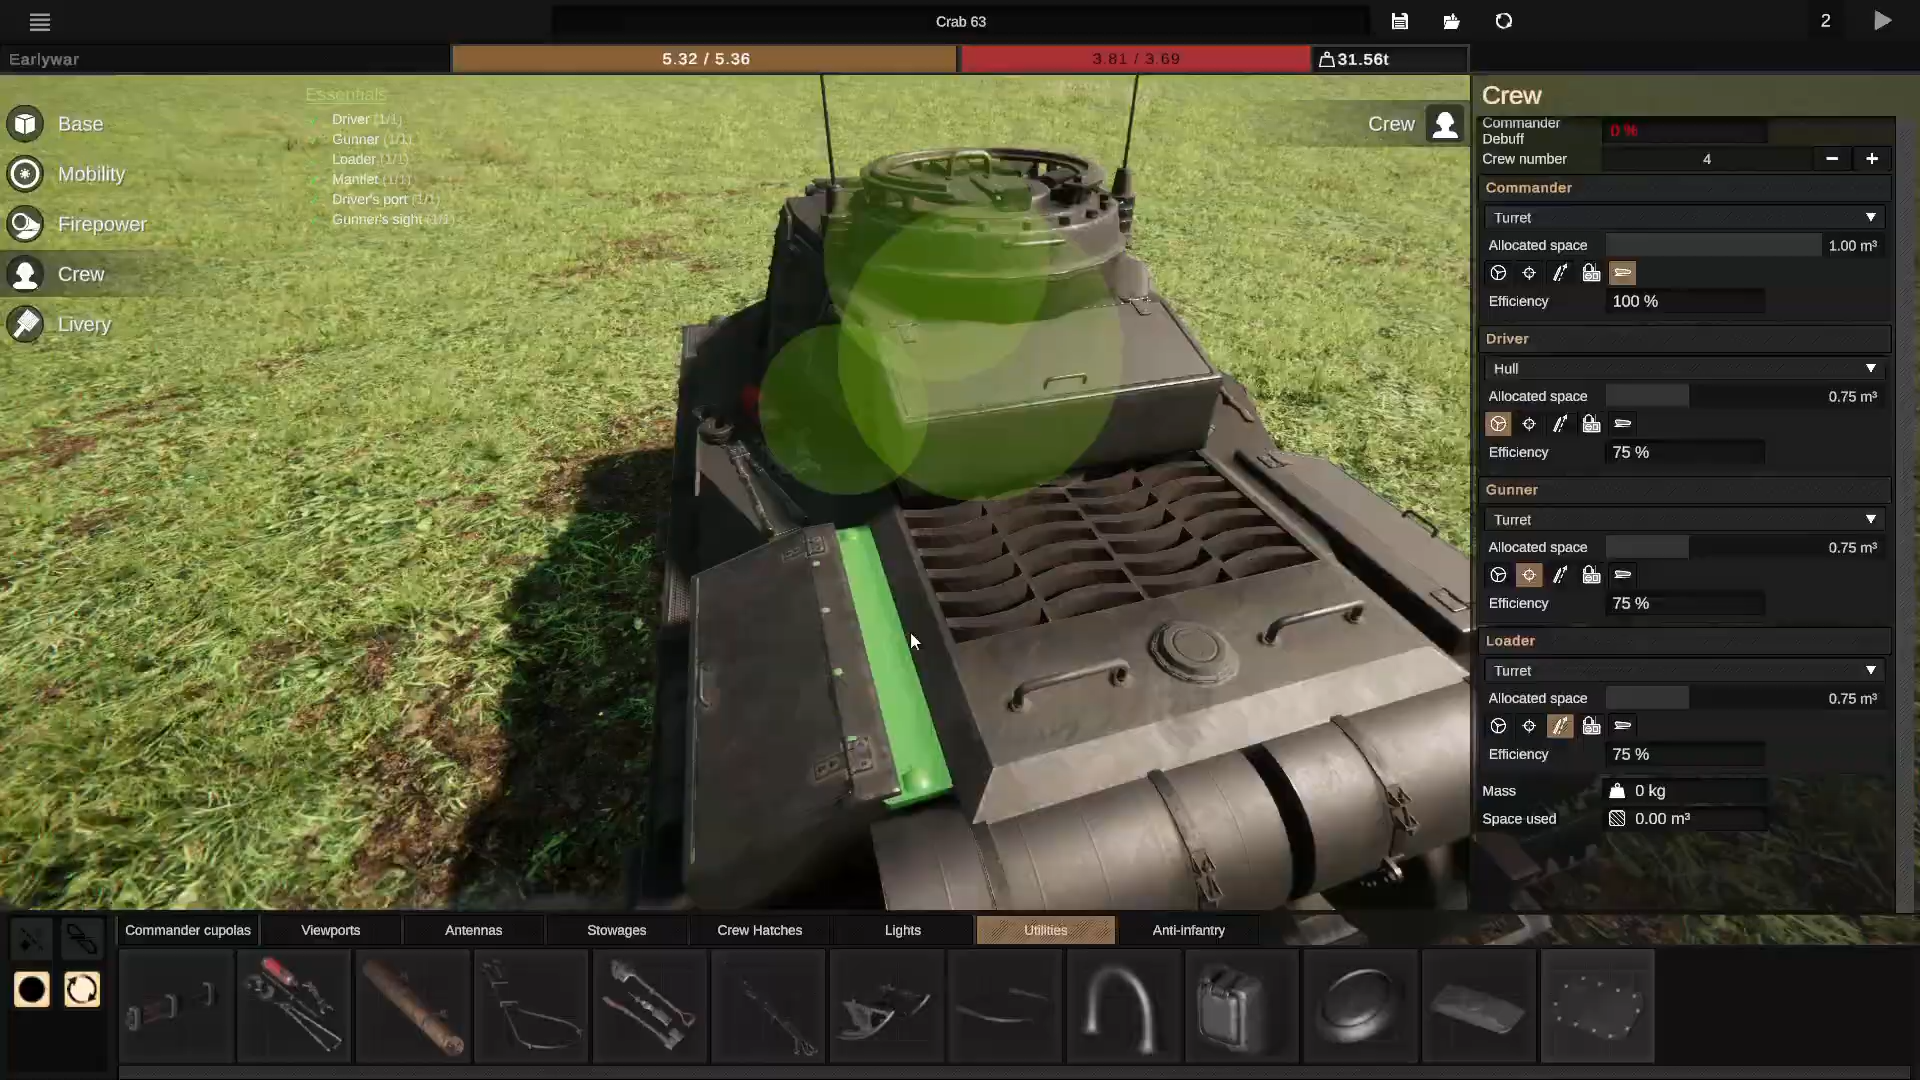 Crab 63
2
Earlywar
5.32 / 5.36
3.81 / 3.69
31.56t
Base
Mobility
Firepower
Crew
Livery
Essentials
Driver (1/1)
Gunner (1/1)
Loader (1/1)
Mantlet (1/1)
Driver's port (1/1)
Gunner's sight (1/1)
Crew
Crew
Commander
Debuff
0 %
Crew number
4
Commander
Turret
Allocated space
1.00 m³
Efficiency
100 %
Driver
Hull
Allocated space
0.75 m³
Efficiency
75 %
Gunner
Turret
Allocated space
0.75 m³
Efficiency
75 %
Loader
Turret
Allocated space
0.75 m³
Efficiency
75 %
Mass
0 kg
Space used
0.00 m³
Commander cupolas
Viewports
Antennas
Stowages
Crew Hatches
Lights
Utilities
Anti-infantry